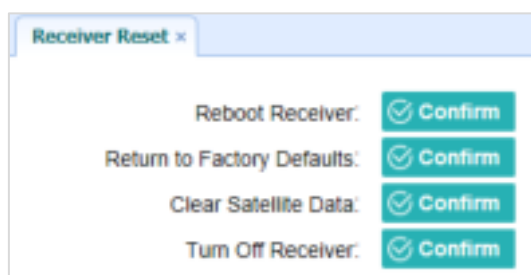 Receiver Reset ×
Reboot Receiver: Confirm
Return to Factory Defaults: Confirm
Clear Satellite Data: Confirm
Turn Off Receiver: Confirm